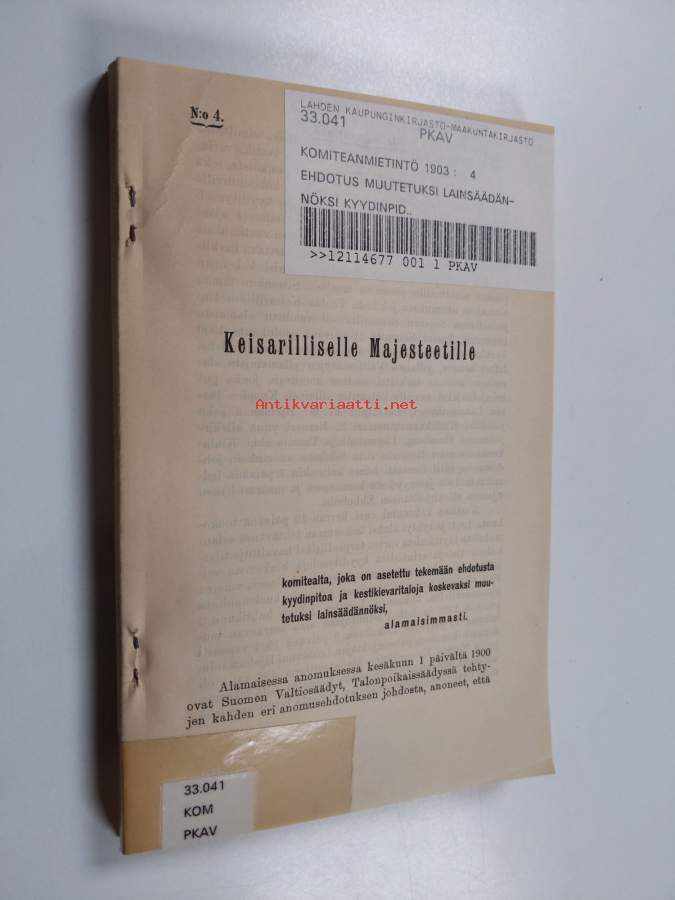 N:o 4.
LAHDEN KAUPUNGINKIRJASTO-MAAKUNTAKIRJASTO
33.041 PKAV
KOMITEANMIETINTÖ 1903 : 4
EHDOTUS MUUTETUKSI LAINSÄÄDÄN-
NÖKSI KYYDINPID..
>>12114677 001 1 PKAV
Keisarilliselle Majesteetille
Antikvariaatti.net
komitealta, joka on asetettu tekemään ehdotusta
kyydinpitoa ja kestikievaritaloja koskevaksi muu-
tetuksi lainsäädännöksi,
alamaisimmasti.
Alamaisessa anomuksessa kesäkuun 1 päivältä 1900
ovat Suomen Valtiosäädyt, Talonpoikaissäädyssä tehty-
jen kahden eri anomusehdotuksen johdosta, anoneet, että
33.041
KOM
PKAV